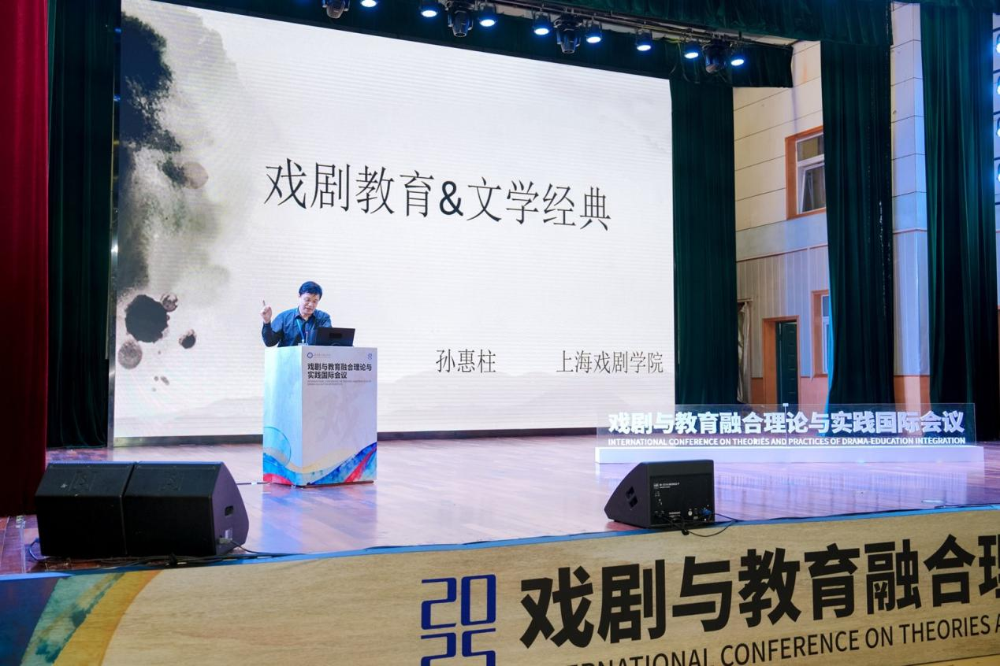 戏剧教育&文学经典
孙惠柱 上海戏剧学院
戏剧与教育融合理论与
实践国际会议
戏剧与教育融合理论与实践国际会议
INTERNATIONAL CONFERENCE ON THEORIES AND PRACTICES OF DRAMA-EDUCATION INTEGRATION
2025
戏剧与教育融合理
INTERNATIONAL CONFERENCE ON THEORIES A